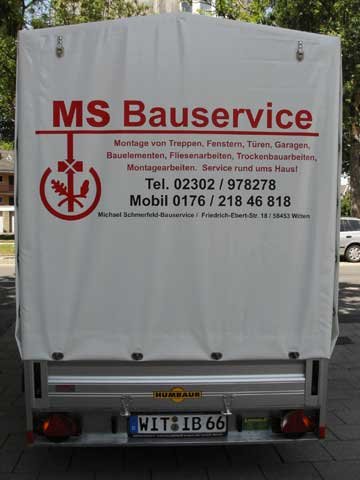 MS Bauservice
Montage von Treppen, Fenstern, Türen, Garagen,
Bauelementen, Fliesenarbeiten, Trockenbauarbeiten,
Montagearbeiten. Service rund ums Haus!
Tel. 02302 / 978278
Mobil 0176 / 218 46 818
Michael Schmerfeld-Bauservice / Friedrich-Ebert-Str. 18 / 58453 Witten
HUMBAUR
WIT IB 66